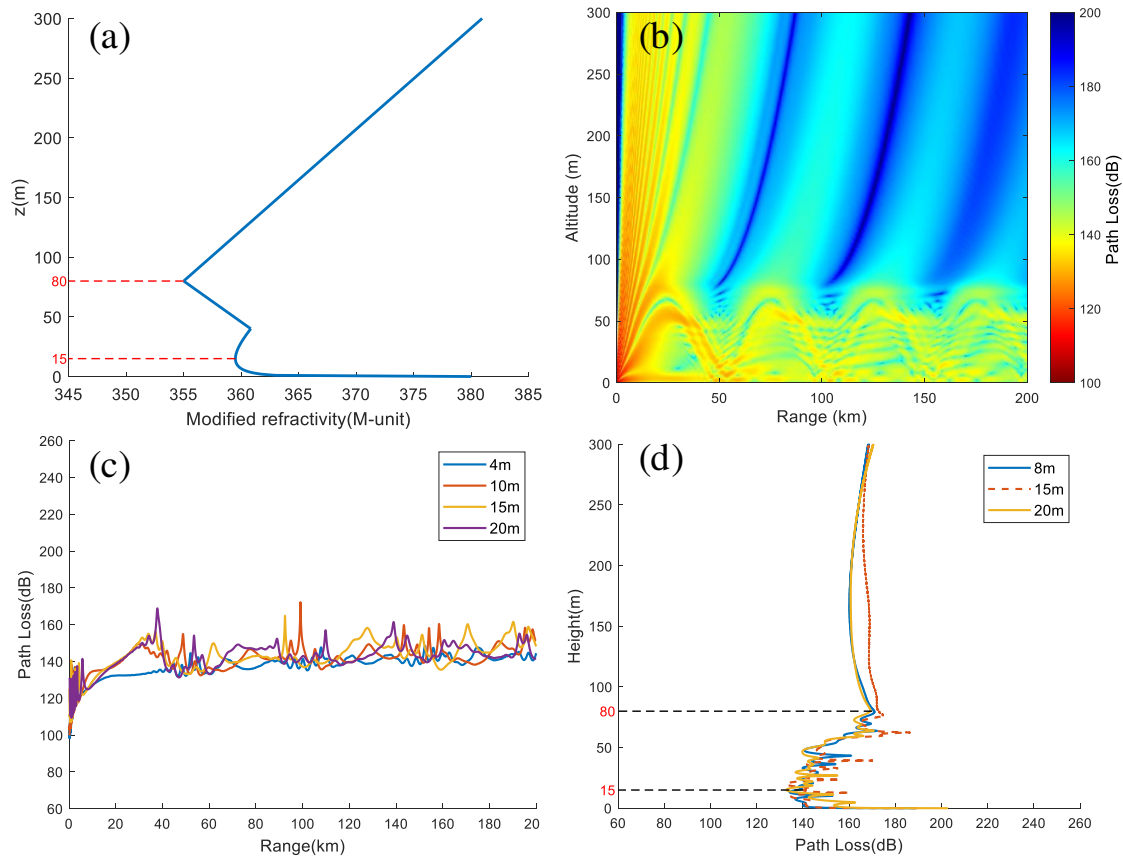 (a)
300
250
200
150
100
80
50
15
0
z(m)
345 350 355 360 365 370 375 380 385
Modified refractivity(M-unit)
(b)
300
250
200
150
100
50
0
Altitude (m)
0 50 100 150 200
Range (km)
200
180
160
140
120
100
Path Loss(dB)
(c)
260
240
220
200
180
160
140
120
100
80
60
Path Loss(dB)
4m
10m
15m
20m
0 20 40 60 80 100 120 140 160 180 20
Range(km)
(d)
300
250
200
150
100
80
50
15
0
Height(m)
8m
15m
20m
60 80 100 120 140 160 180 200 220 240 260
Path Loss(dB)